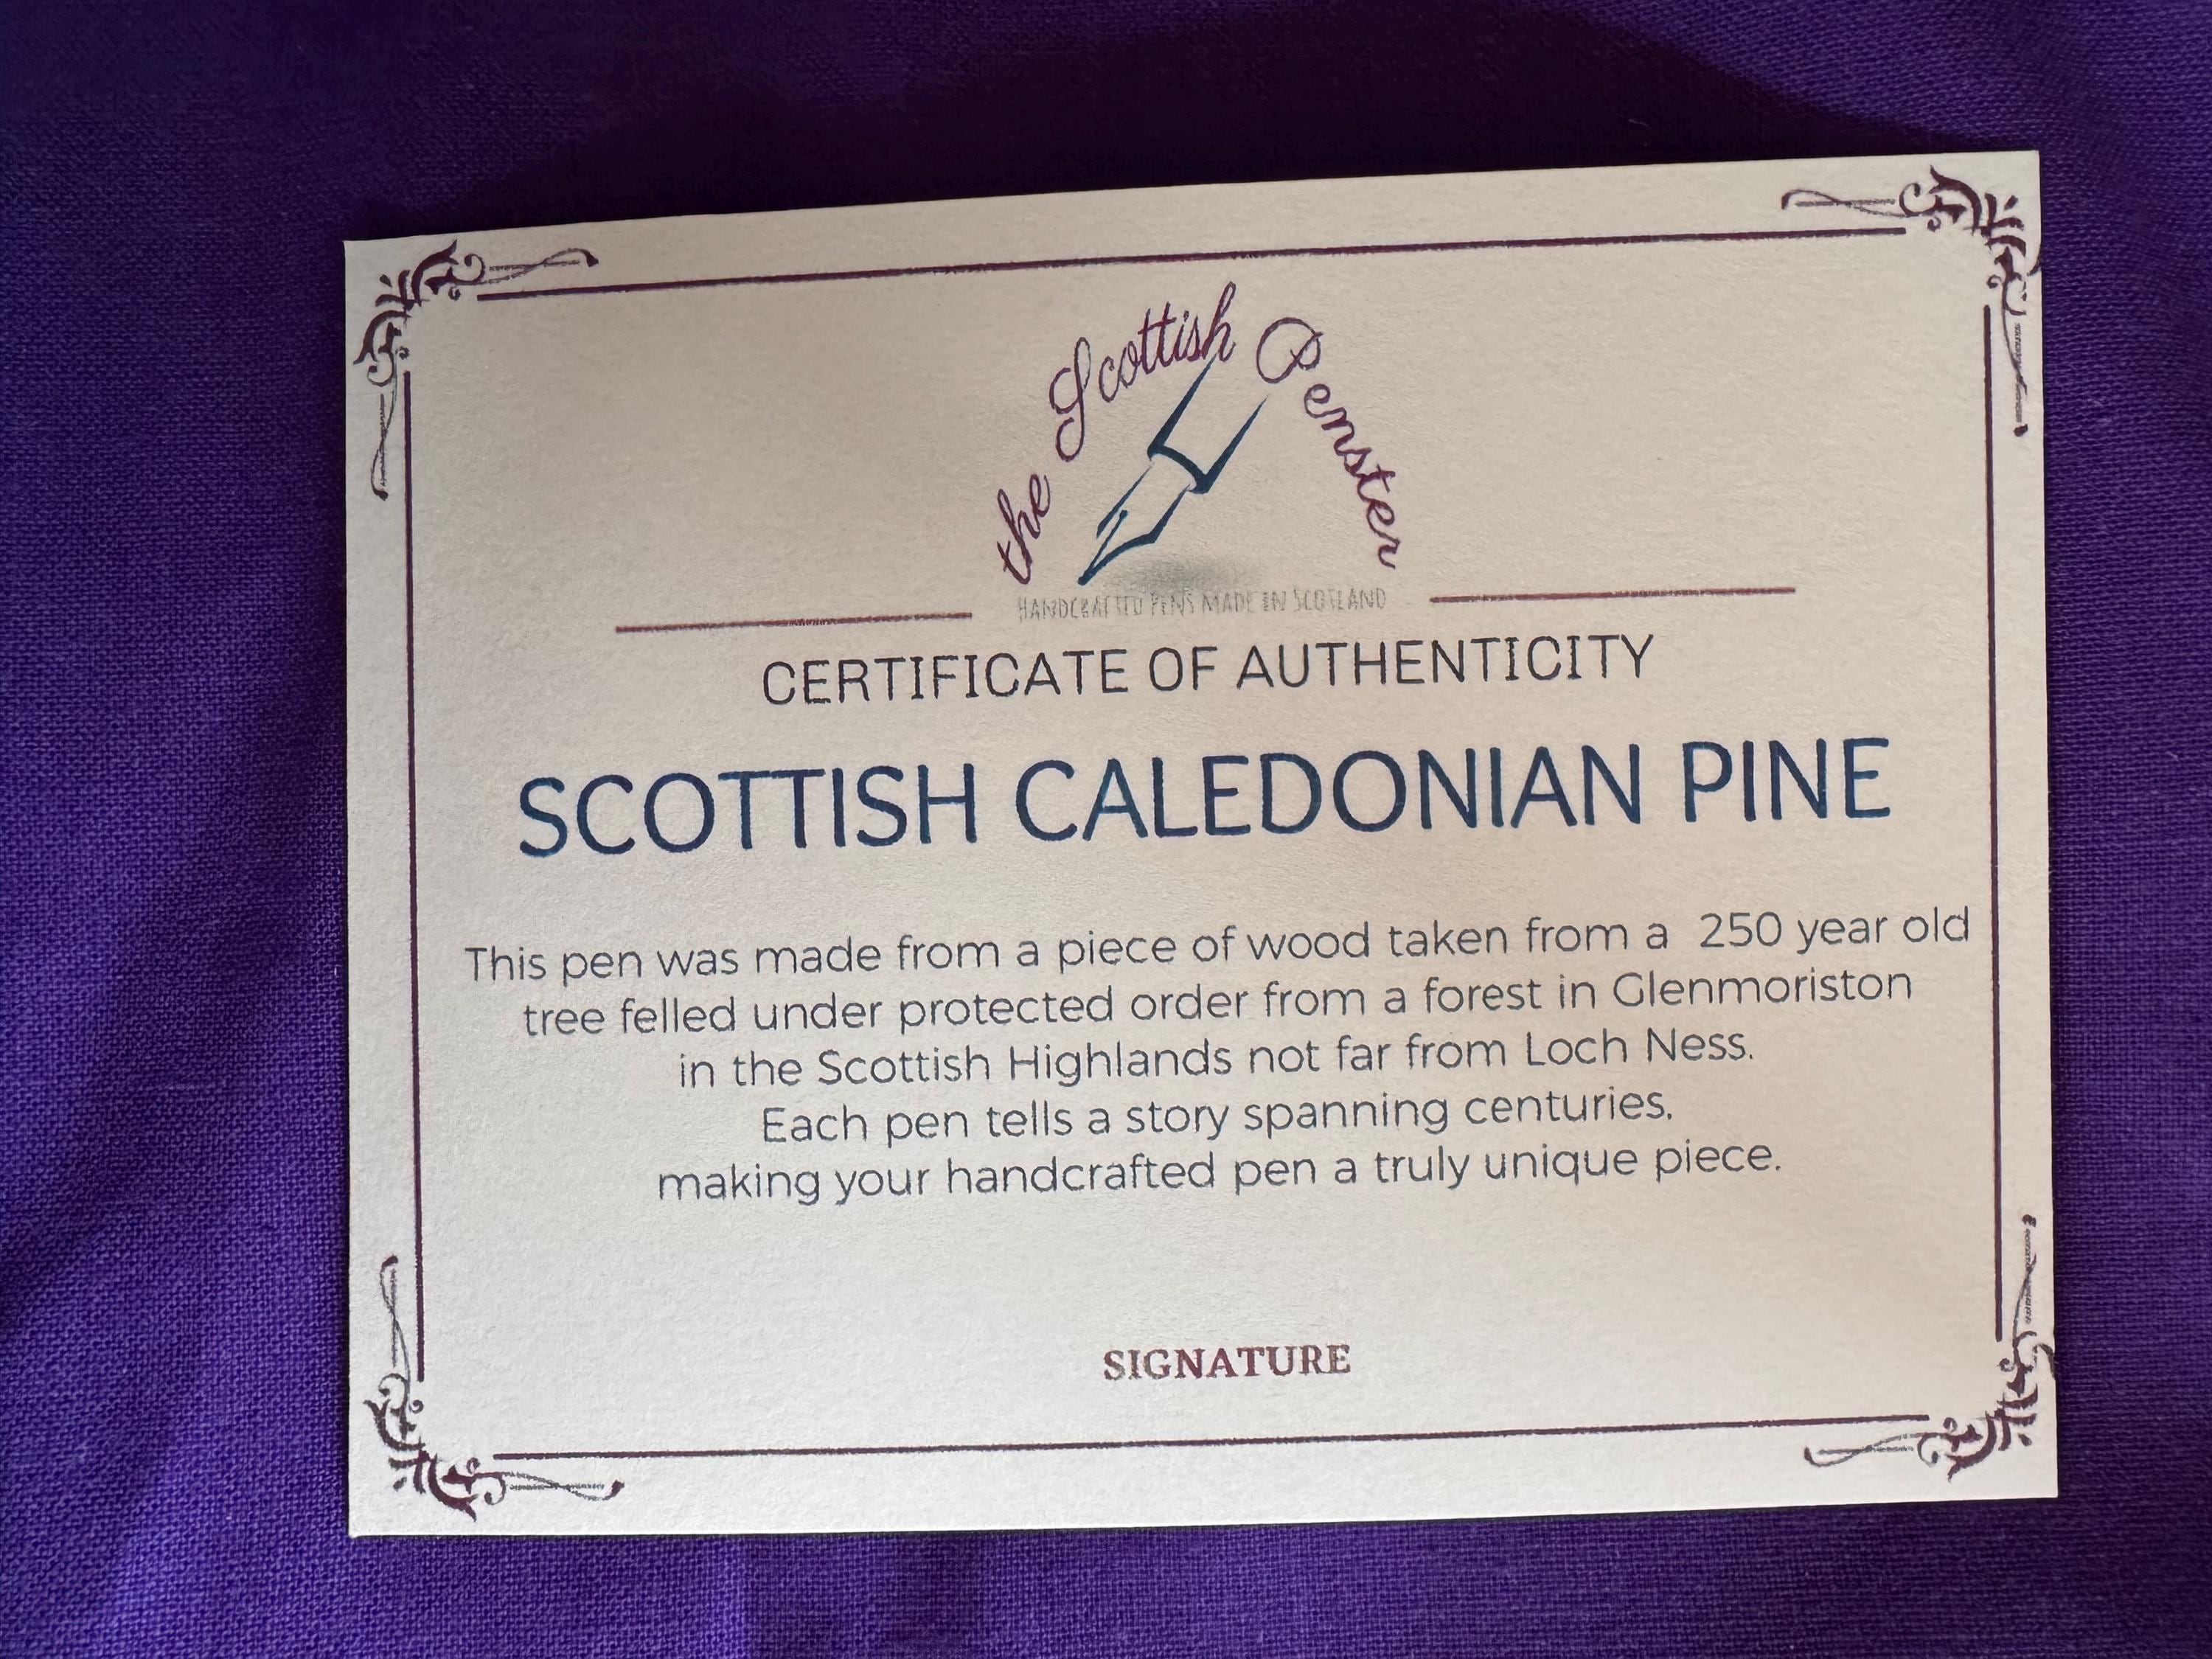 the Scottish Penster
HANDCRAFTED PENS MADE IN SCOTLAND
CERTIFICATE OF AUTHENTICITY
SCOTTISH CALEDONIAN PINE
This pen was made from a piece of wood taken from a 250 year old
tree felled under protected order from a forest in Glenmoriston
in the Scottish Highlands not far from Loch Ness.
Each pen tells a story spanning centuries,
making your handcrafted pen a truly unique piece.
SIGNATURE